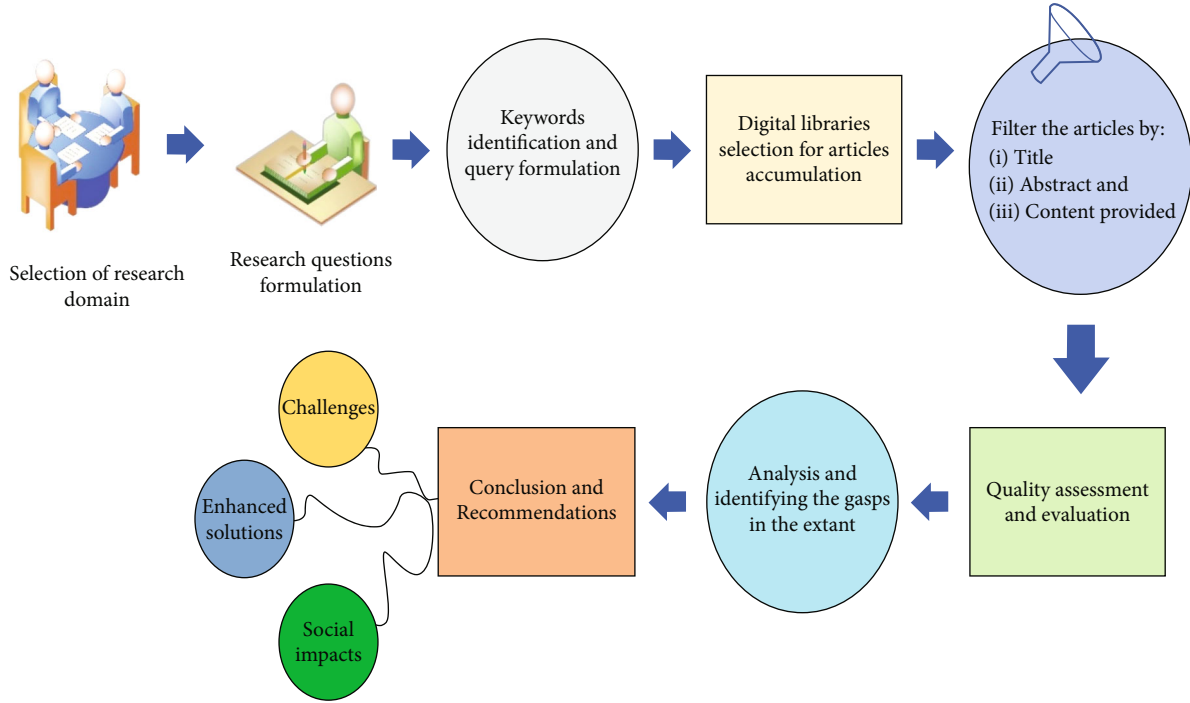 Selection of research
domain
Research questions
formulation
Keywords
identification and
query formulation
Digital libraries
selection for articles
accumulation
Filter the articles by:
(i) Title
(ii) Abstract and
(iii) Content provided
Quality assessment
and evaluation
Analysis and
identifying the gasps
in the extant
Conclusion and
Recommendations
Challenges
Enhanced
solutions
Social
impacts